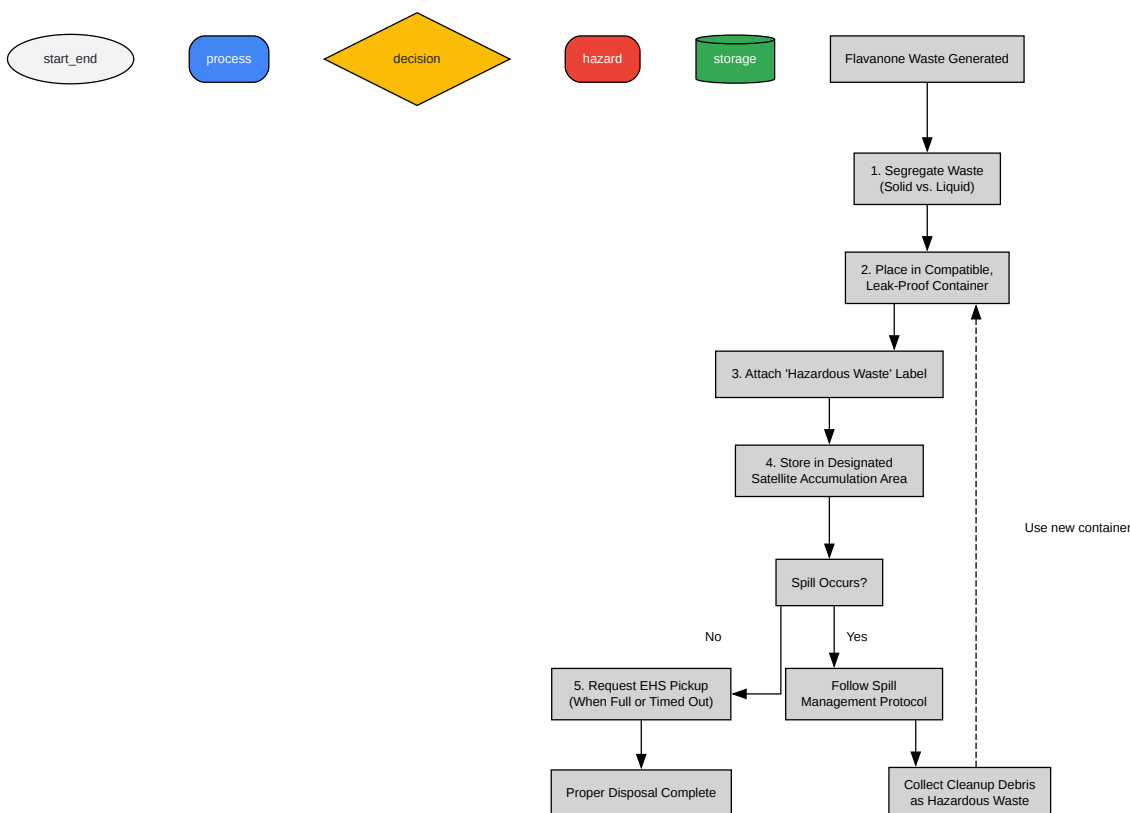 start_end
process
decision
hazard
storage
Flavanone Waste Generated
1. Segregate Waste
(Solid vs. Liquid)
2. Place in Compatible,
Leak-Proof Container
3. Attach 'Hazardous Waste' Label
4. Store in Designated
Satellite Accumulation Area
Use new container
Spill Occurs?
No
Yes
5. Request EHS Pickup
(When Full or Timed Out)
Follow Spill
Management Protocol
Proper Disposal Complete
Collect Cleanup Debris
as Hazardous Waste